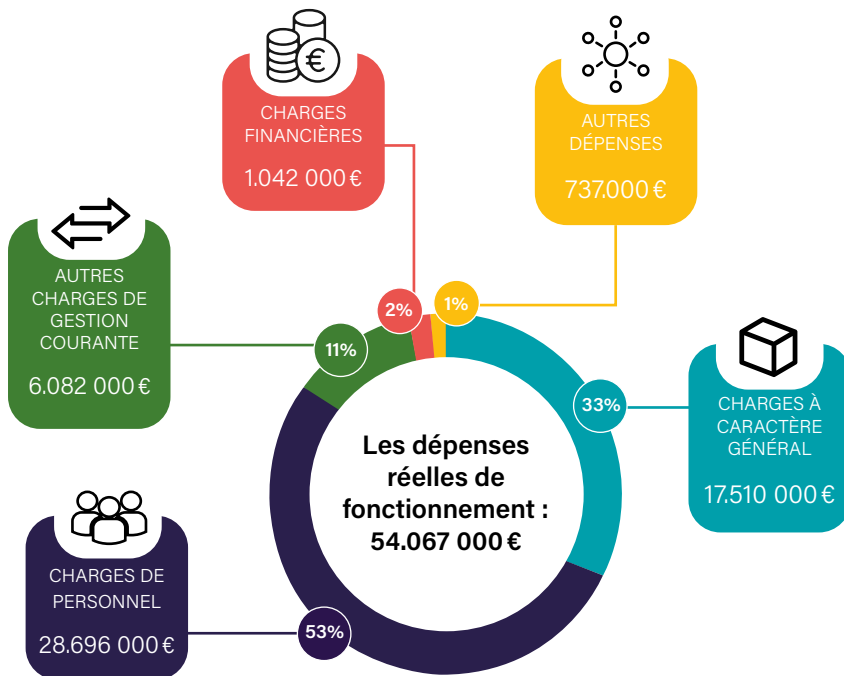 CHARGES
FINANCIÈRES
1.042 000 €
AUTRES
DÉPENSES
737.000 €
AUTRES
CHARGES DE
GESTION
COURANTE
6.082 000 €
2%
1%
11%
33%
CHARGES À
CARACTÈRE
GÉNÉRAL
17.510 000 €
Les dépenses
réelles de
fonctionnement :
54.067 000 €
CHARGES DE
PERSONNEL
28.696 000 €
53%